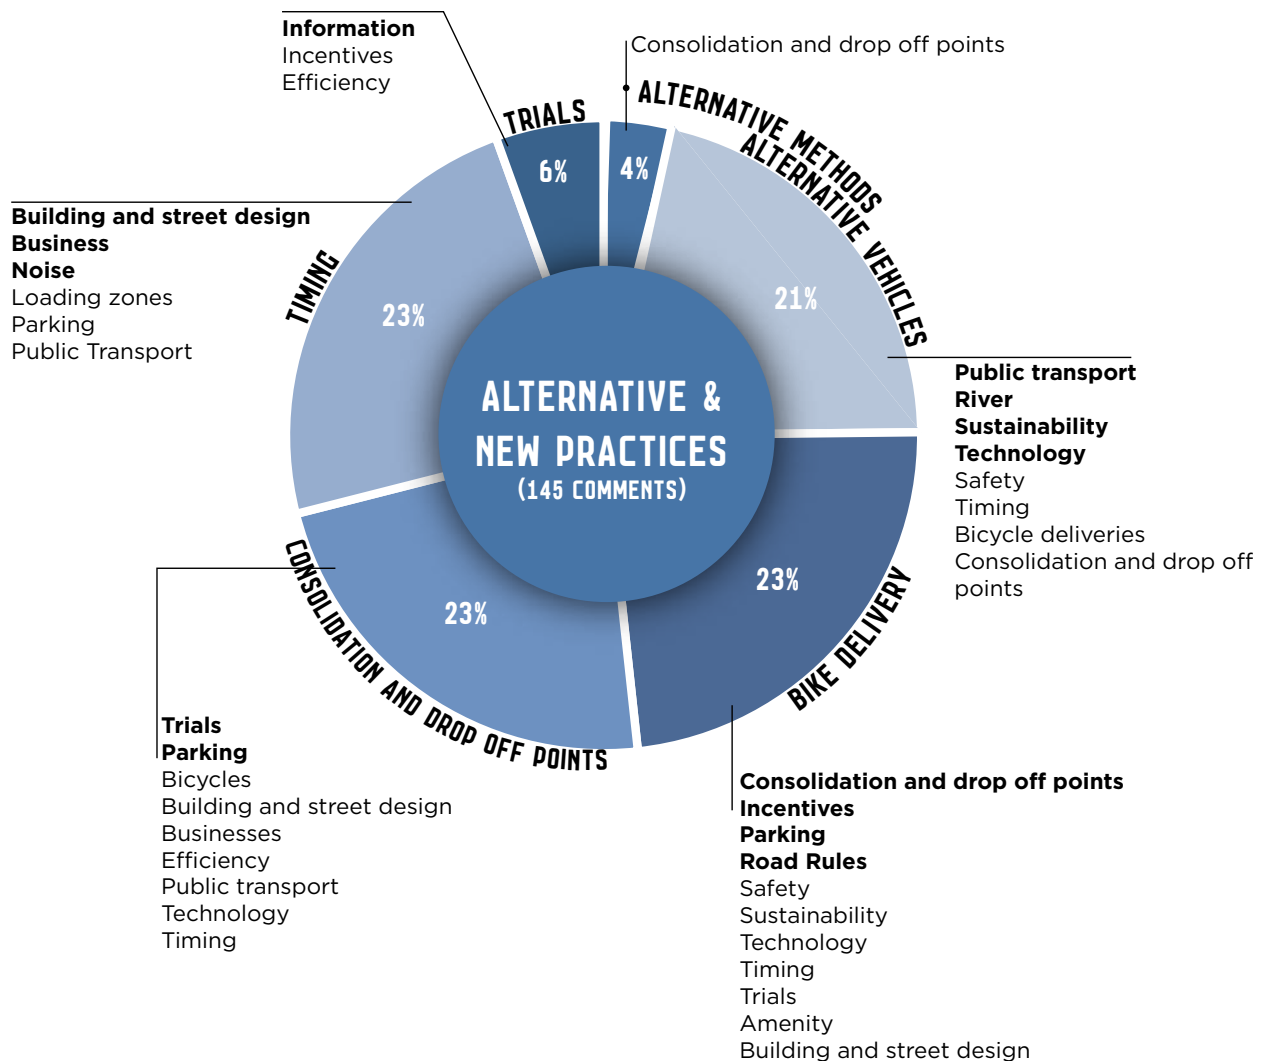 Information
Incentives
Efficiency
Consolidation and drop off points
TRIALS
ALTERNATIVE METHODS
ALTERNATIVE VEHICLES
6%
4%
Building and street design
Business
Noise
Loading zones
Parking
Public Transport
TIMING
23%
21%
Public transport
River
Sustainability
Technology
Safety
Timing
Bicycle deliveries
Consolidation and drop off
points
ALTERNATIVE &
NEW PRACTICES
(145 COMMENTS)
23%
23%
BIKE DELIVERY
CONSOLIDATION AND DROP OFF POINTS
Trials
Parking
Bicycles
Building and street design
Businesses
Efficiency
Public transport
Technology
Timing
Consolidation and drop off points
Incentives
Parking
Road Rules
Safety
Sustainability
Technology
Timing
Trials
Amenity
Building and street design